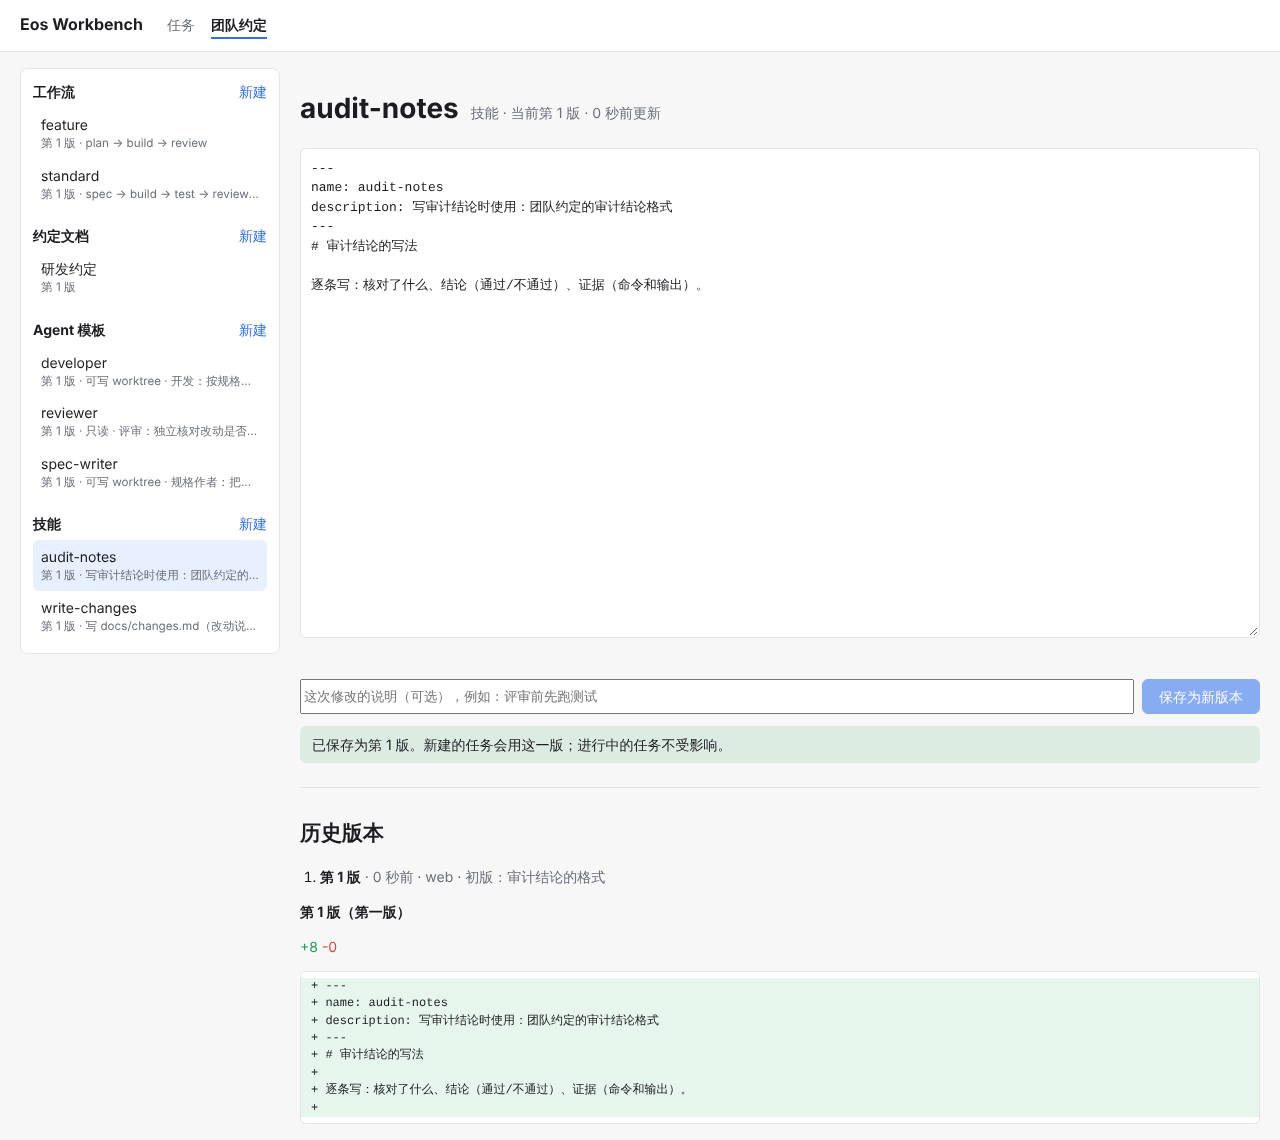 Eos Workbench 任务 团队约定
工作流 新建
feature
第 1 版 · plan → build → review
standard
第 1 版 · spec → build → test → review…
约定文档 新建
研发约定
第 1 版
Agent 模板 新建
developer
第 1 版 · 可写 worktree · 开发：按规格…
reviewer
第 1 版 · 只读 · 评审：独立核对改动是否…
spec-writer
第 1 版 · 可写 worktree · 规格作者：把…
技能 新建
audit-notes
第 1 版 · 写审计结论时使用：团队约定的…
write-changes
第 1 版 · 写 docs/changes.md（改动说…
audit-notes 技能 · 当前第 1 版 · 0 秒前更新
---
name: audit-notes
description: 写审计结论时使用：团队约定的审计结论格式
---
# 审计结论的写法
逐条写：核对了什么、结论（通过/不通过）、证据（命令和输出）。
这次修改的说明（可选），例如：评审前先跑测试 保存为新版本
已保存为第 1 版。新建的任务会用这一版；进行中的任务不受影响。
历史版本
1. 第 1 版 · 0 秒前 · web · 初版：审计结论的格式
第 1 版（第一版）
+8 -0
+ ---
+ name: audit-notes
+ description: 写审计结论时使用：团队约定的审计结论格式
+ ---
+ # 审计结论的写法
+
+ 逐条写：核对了什么、结论（通过/不通过）、证据（命令和输出）。
+